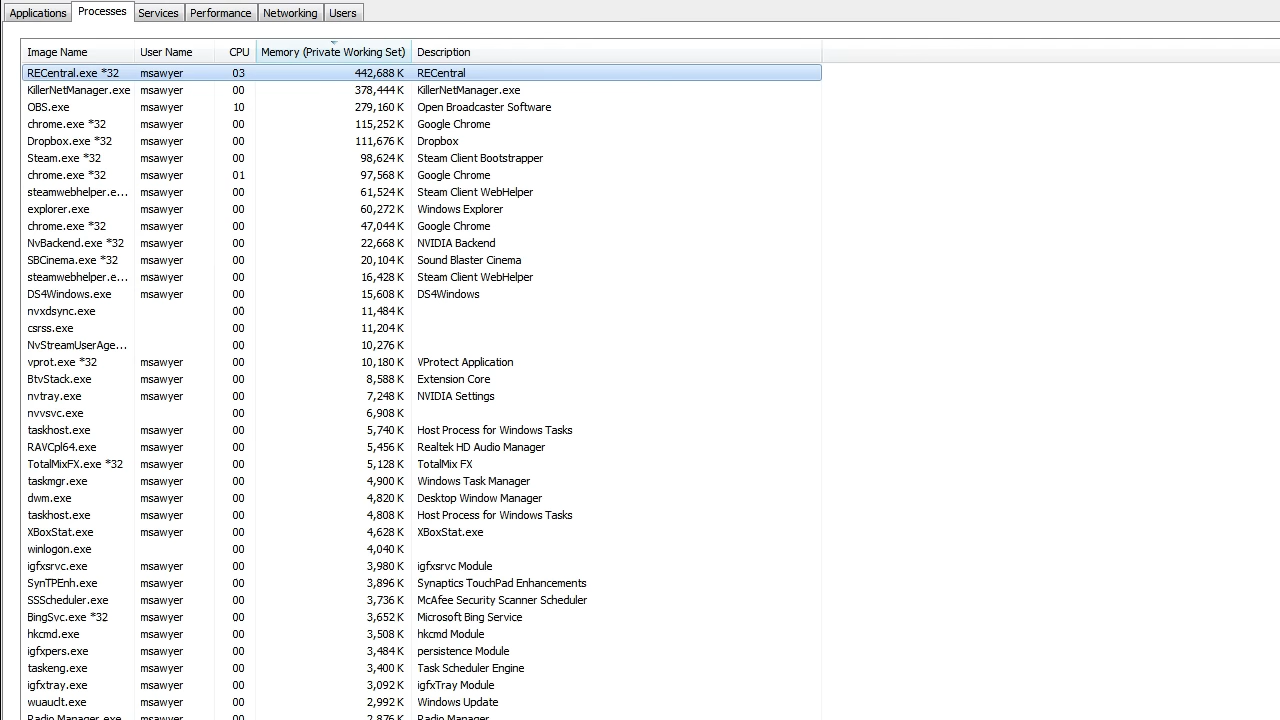 Applications Processes Services Performance Networking Users
Image Name User Name CPU Memory (Private Working Set) Description
RECentral.exe *32 msawyer 03 442,688 K RECentral
KillerNetManager.exe msawyer 00 378,444 K KillerNetManager.exe
OBS.exe msawyer 10 279,160 K Open Broadcaster Software
chrome.exe *32 msawyer 00 115,252 K Google Chrome
Dropbox.exe *32 msawyer 00 111,676 K Dropbox
Steam.exe *32 msawyer 00 98,624 K Steam Client Bootstrapper
chrome.exe *32 msawyer 01 97,568 K Google Chrome
steamwebhelper.e... msawyer 00 61,524 K Steam Client WebHelper
explorer.exe msawyer 00 60,272 K Windows Explorer
chrome.exe *32 msawyer 00 47,044 K Google Chrome
NvBackend.exe *32 msawyer 00 22,668 K NVIDIA Backend
SBCinema.exe *32 msawyer 00 20,104 K Sound Blaster Cinema
steamwebhelper.e... msawyer 00 16,428 K Steam Client WebHelper
DS4Windows.exe msawyer 00 15,608 K DS4Windows
nvxdsync.exe 00 11,484 K
csrss.exe 00 11,204 K
NvStreamUserAge... 00 10,276 K
vprot.exe *32 msawyer 00 10,180 K VProtect Application
BtvStack.exe msawyer 00 8,588 K Extension Core
nvtray.exe msawyer 00 7,248 K NVIDIA Settings
nvvsvc.exe 00 6,908 K
taskhost.exe msawyer 00 5,740 K Host Process for Windows Tasks
RAVCpl64.exe msawyer 00 5,456 K Realtek HD Audio Manager
TotalMixFX.exe *32 msawyer 00 5,128 K TotalMix FX
taskmgr.exe msawyer 00 4,900 K Windows Task Manager
dwm.exe msawyer 00 4,820 K Desktop Window Manager
taskhost.exe msawyer 00 4,808 K Host Process for Windows Tasks
XBoxStat.exe msawyer 00 4,628 K XBoxStat.exe
winlogon.exe 00 4,040 K
igfxsrvc.exe msawyer 00 3,980 K igfxsrvc Module
SynTPEnh.exe msawyer 00 3,896 K Synaptics TouchPad Enhancements
SSScheduler.exe msawyer 00 3,736 K McAfee Security Scanner Scheduler
BingSvc.exe *32 msawyer 00 3,652 K Microsoft Bing Service
hkcmd.exe msawyer 00 3,508 K hkcmd Module
igfxpers.exe msawyer 00 3,484 K persistence Module
taskeng.exe msawyer 00 3,400 K Task Scheduler Engine
igfxtray.exe msawyer 00 3,092 K igfxTray Module
wuauclt.exe msawyer 00 2,992 K Windows Update
Radio Manager.exe msawyer 00 2,876 K Radio Manager